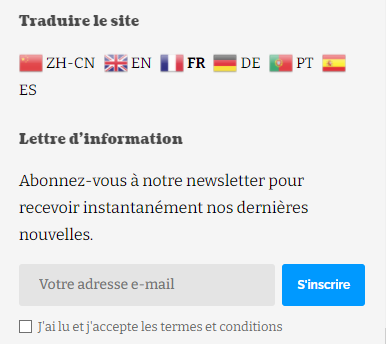 Traduire le site
ZH-CN EN FR DE PT
ES
Lettre d’information
Abonnez-vous à notre newsletter pour
recevoir instantanément nos dernières
nouvelles.
Votre adresse e-mail S'inscrire
J'ai lu et j'accepte les termes et conditions